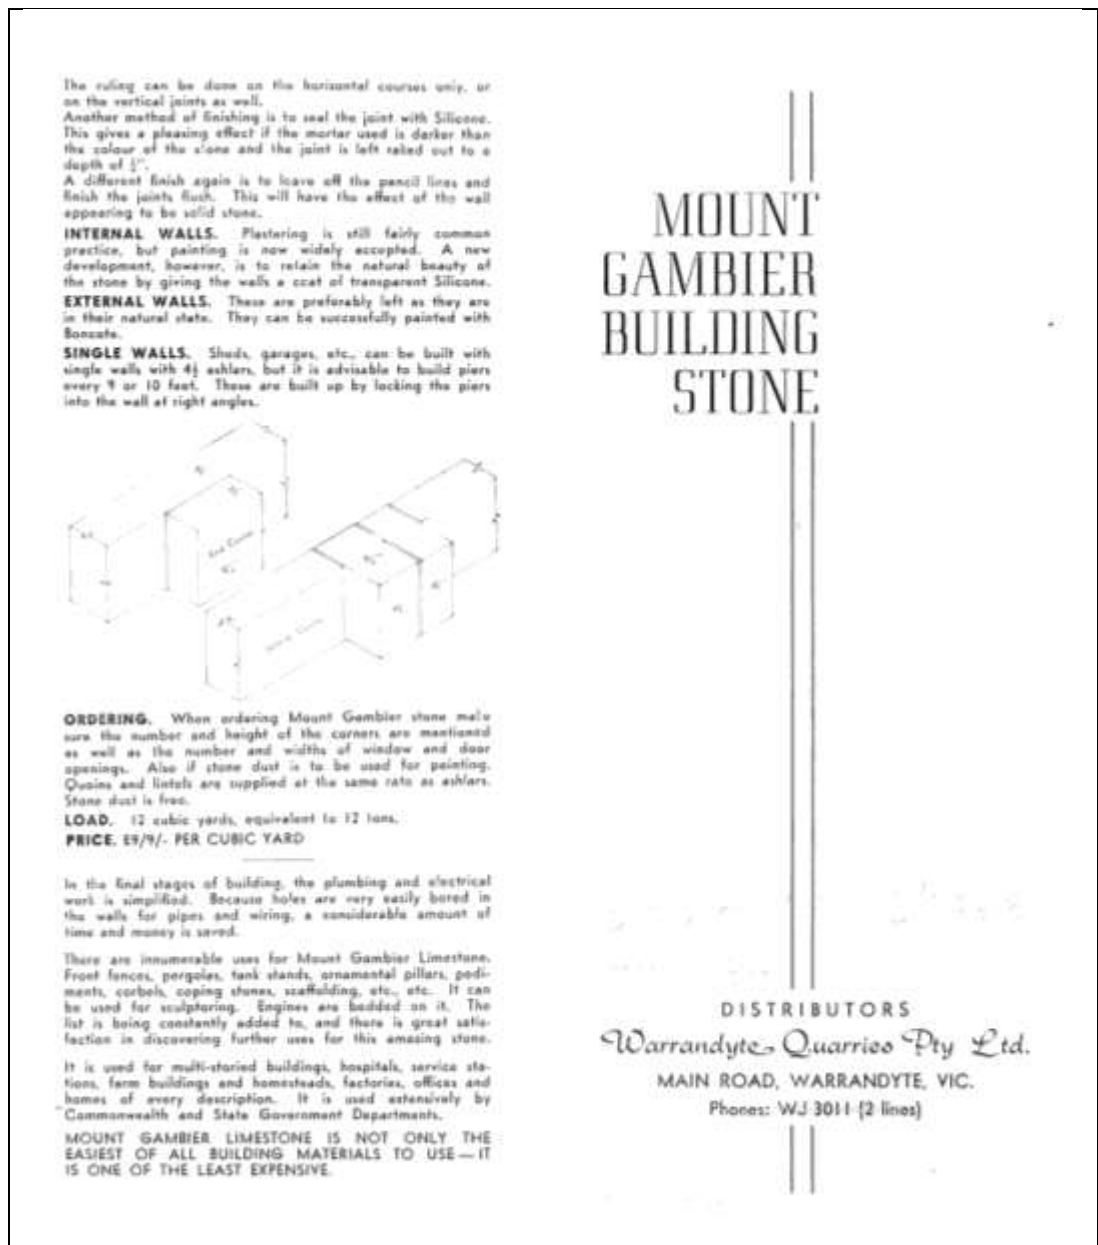 The ruling can be done on the horizontal courses only, or
on the vertical joints as well.
Another method of finishing is to seal the joint with Silicone.
This gives a pleasing effect if the mortar used is darker than
the colour of the stone and the joint is left raked out to a
depth of
A different finish again is to leave off the pencil lines and
finish the joints flush. This will have the effect of the wall
appearing to be solid stone.
INTERNAL WALLS. Plastering is still fairly common
practice, but painting is now widely accepted. A new
development, however, is to retain the natural beauty of
the stone by giving the walls a coat of transparent Silicone.
EXTERNAL WALLS. These are preferably left as they are
in their natural state. They can be successfully painted with
Boncote.
SINGLE WALLS. Sheds, garages, etc., can be built with
single walls with 4½ ashlars, but it is advisable to build piers
every 9 or 10 feet. These are built up by locking the piers
into the wall at right angles.
ORDERING. When ordering Mount Gambier stone make
sure the number and height of the corners are mentioned
as well as the number and widths of window and door
openings. Also if stone dust is to be used for pointing.
Quoins and lintels are supplied at the same rate as ashlars.
Stone dust is free.
LOAD. 12 cubic yards, equivalent to 12 tons.
PRICE. £9/9/- PER CUBIC YARD
In the final stages of building, the plumbing and electrical
work is simplified. Because holes are very easily bored in
the walls for pipes and wiring, a considerable amount of
time and money is saved.
There are innumerable uses for Mount Gambier Limestone.
Front fences, pergolas, tank stands, ornamental pillars, pedi-
ments, corbels, coping stones, scaffolding, etc., etc. It can
be used for sculptoring. Engines are bedded on it. The
list is being constantly added to, and there is great satis-
faction in discovering further uses for this amazing stone.
It is used for multi-storied buildings, hospitals, service sta-
tions, farm buildings and homesteads, factories, offices and
homes of every description. It is used extensively by
Commonwealth and State Government Departments.
MOUNT GAMBIER LIMESTONE IS NOT ONLY THE
EASIEST OF ALL BUILDING MATERIALS TO USE — IT
IS ONE OF THE LEAST EXPENSIVE.
MOUNT
GAMBIER
BUILDING
STONE
DISTRIBUTORS
Warrandyte Quarries Pty Ltd.
MAIN ROAD, WARRANDYTE, VIC.
Phones: WJ 3011 (2 lines)